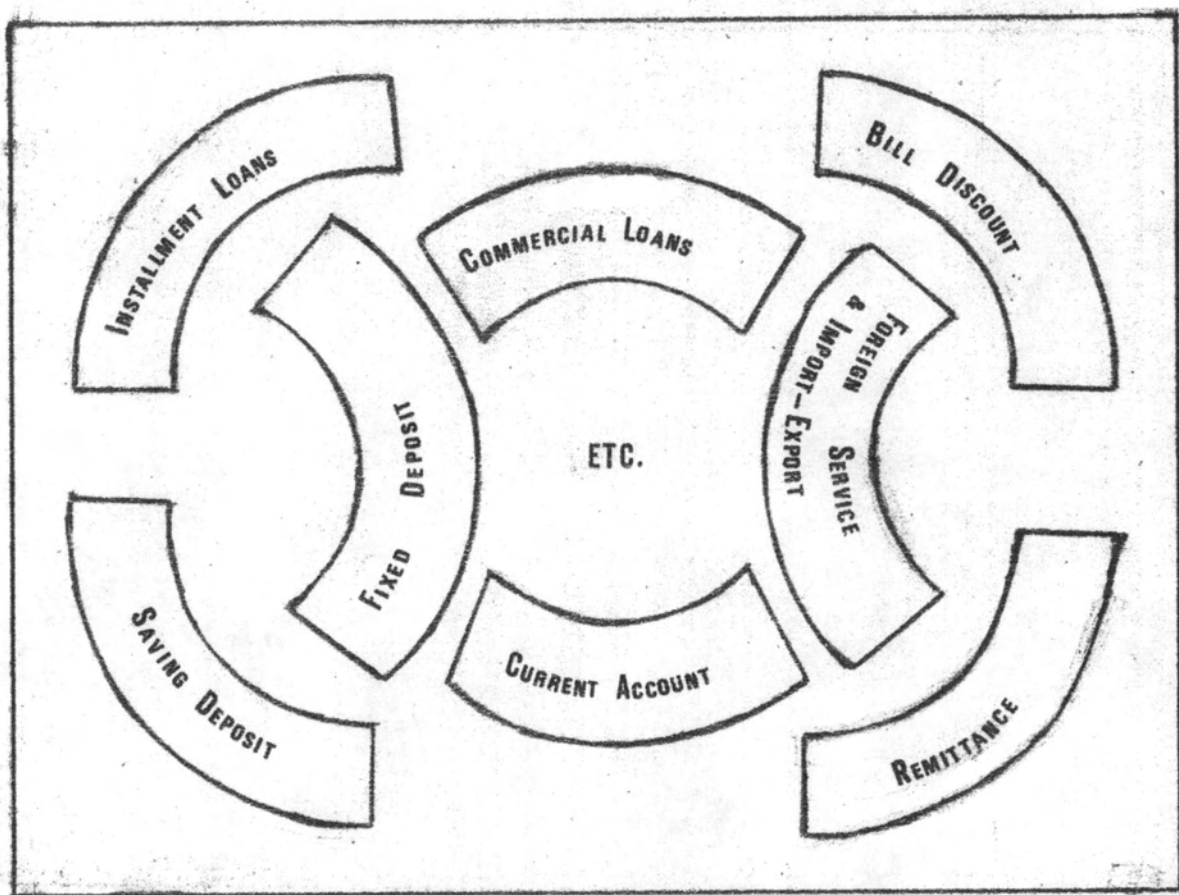 INSTALLMENT LOANS
BILL DISCOUNT
COMMERCIAL LOANS
FOREIGN SERVICE
& IMPORT-EXPORT
FIXED DEPOSIT
ETC.
SAVING DEPOSIT
CURRENT ACCOUNT
REMITTANCE